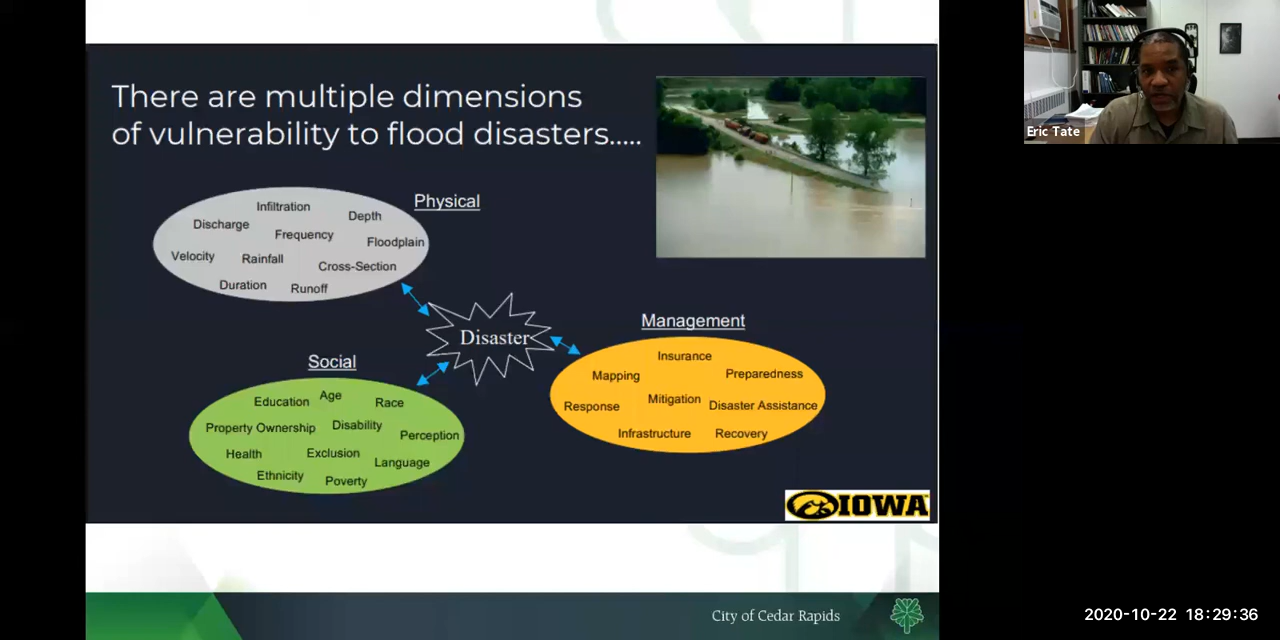 There are multiple dimensions
of vulnerability to flood disasters.....
Physical
Infiltration
Depth
Discharge
Frequency
Floodplain
Velocity
Rainfall
Cross-Section
Duration
Runoff
Disaster
Management
Insurance
Mapping
Preparedness
Response
Mitigation
Disaster Assistance
Infrastructure
Recovery
Social
Age
Education
Race
Property Ownership
Disability
Perception
Health
Exclusion
Language
Ethnicity
Poverty
IOWA
City of Cedar Rapids
Eric Tate
2020-10-22 18:29:36